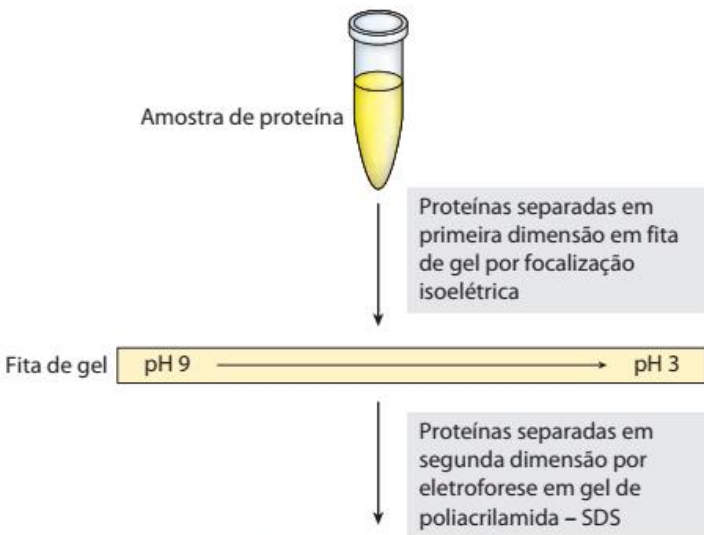 Amostra de proteína
Proteínas separadas em
primeira dimensão em fita
de gel por focalização
isoelétrica
Fita de gel
pH 9
pH 3
Proteínas separadas em
segunda dimensão por
eletroforese em gel de
poliacrilamida – SDS